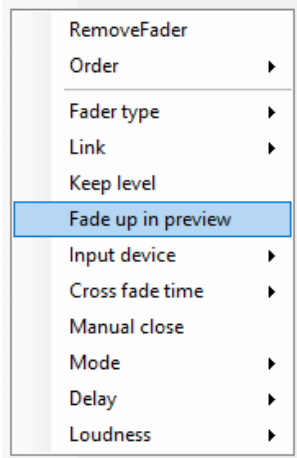 RemoveFader
Order
Fader type
Link
Keep level
Fade up in preview
Input device
Cross fade time
Manual close
Mode
Delay
Loudness